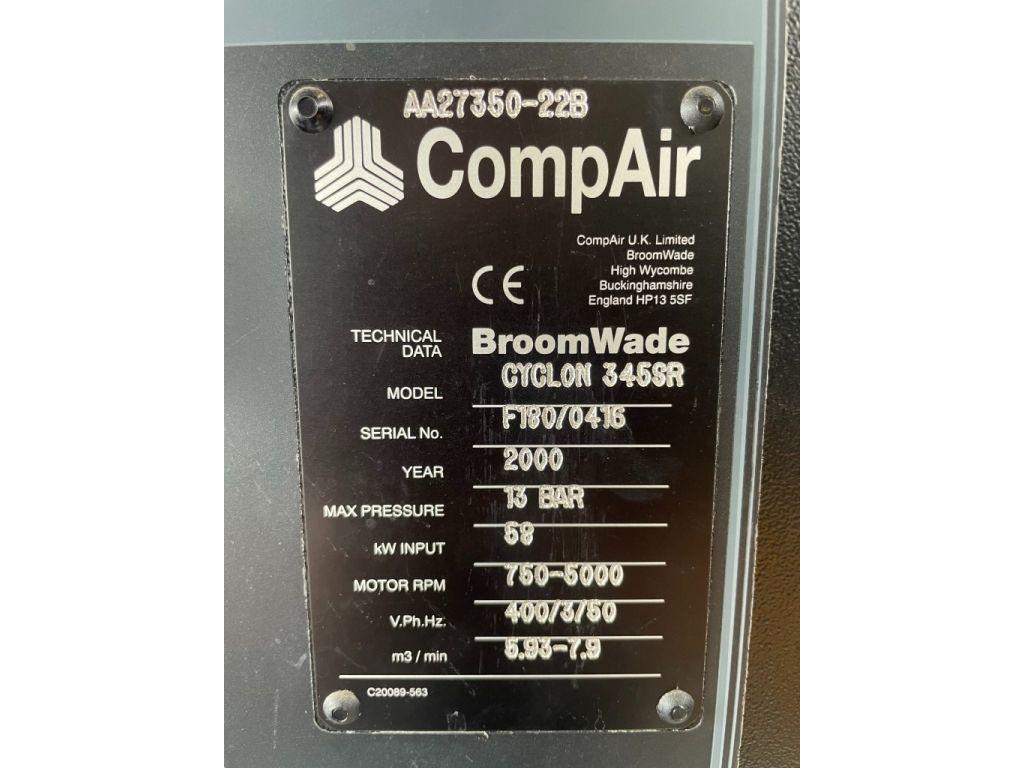 AA27350-22B
CompAir
CompAir U.K. Limited
BroomWade
High Wycombe
Buckinghamshire
England HP13 5SF
CE
TECHNICAL DATA BroomWade
MODEL CYCLON 345SR
SERIAL No. F180/0416
YEAR 2000
MAX PRESSURE 13 BAR
kW INPUT 58
MOTOR RPM 750-5000
V.Ph.Hz. 400/3/50
m3 / min 5.93-7.9
C20089-563